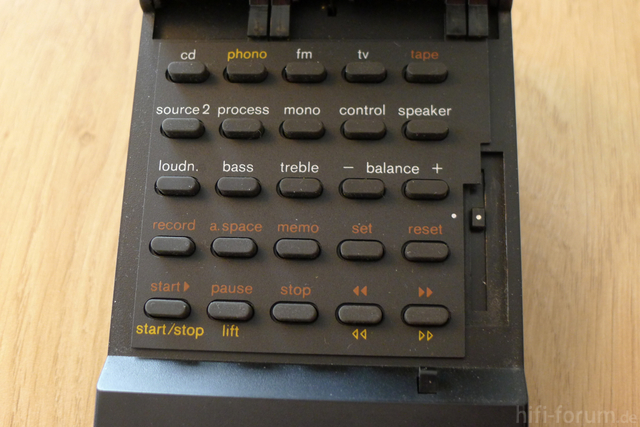 cd phono fm tv tape
source 2 process mono control speaker
loudn. bass treble − balance +
record a.space memo set reset
start pause stop
start/stop lift
hifi-forum.de